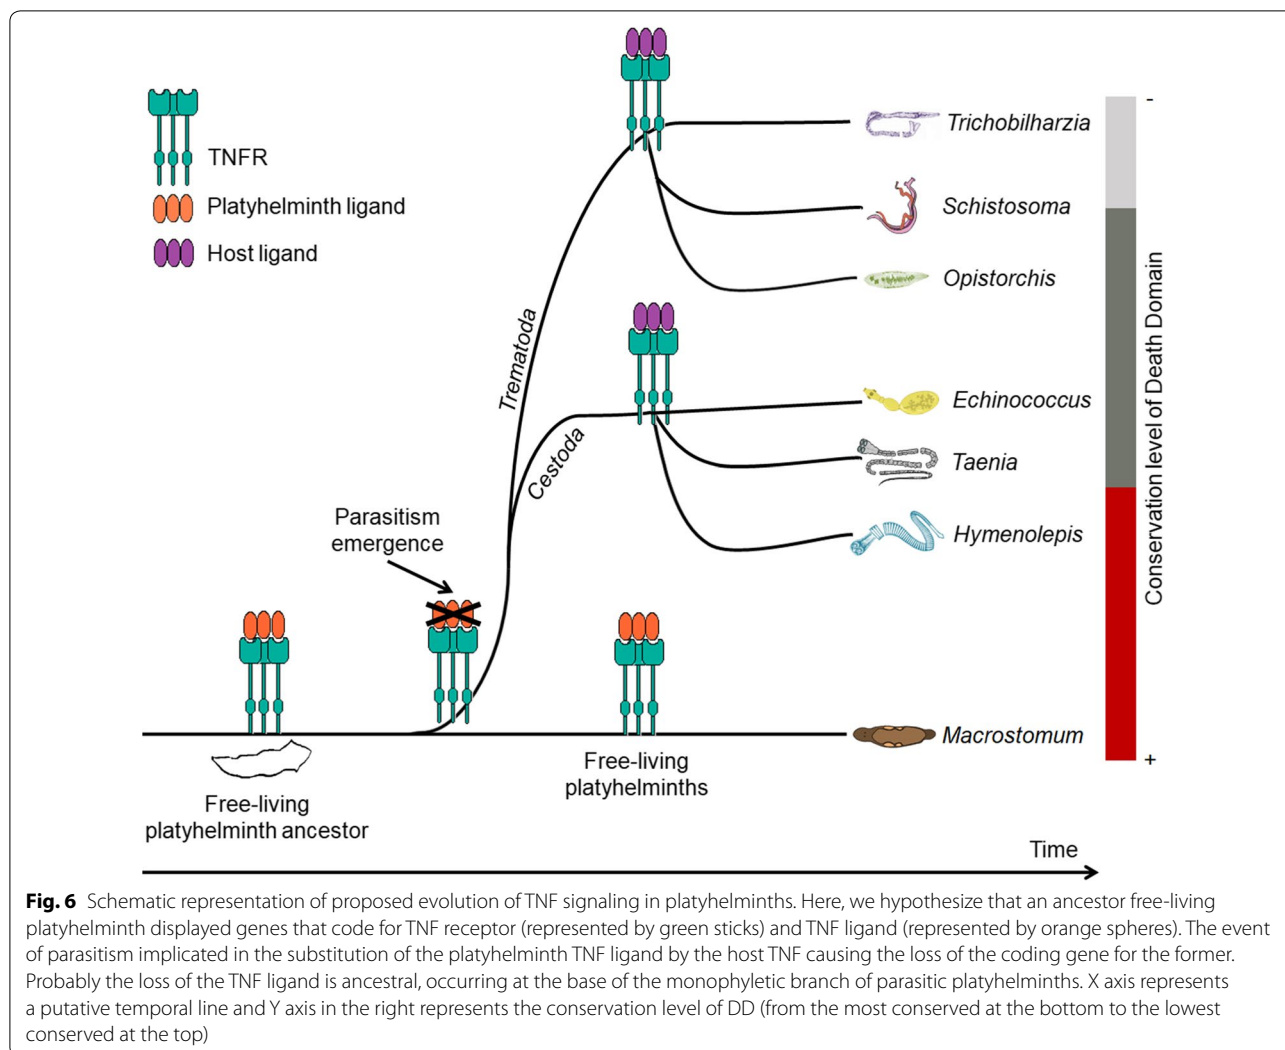 TNFR
Platyhelminth ligand
Host ligand
Trematoda
Cestoda
Parasitism
emergence
Free-living
platyhelminth ancestor
Free-living
platyhelminths
Trichobilharzia
Schistosoma
Opistorchis
Echinococcus
Taenia
Hymenolepis
Macrostomum
-
Conservation level of Death Domain
+
Time
Fig. 6 Schematic representation of proposed evolution of TNF signaling in platyhelminths. Here, we hypothesize that an ancestor free-living
platyhelminth displayed genes that code for TNF receptor (represented by green sticks) and TNF ligand (represented by orange spheres). The event
of parasitism implicated in the substitution of the platyhelminth TNF ligand by the host TNF causing the loss of the coding gene for the former.
Probably the loss of the TNF ligand is ancestral, occurring at the base of the monophyletic branch of parasitic platyhelminths. X axis represents
a putative temporal line and Y axis in the right represents the conservation level of DD (from the most conserved at the bottom to the lowest
conserved at the top)